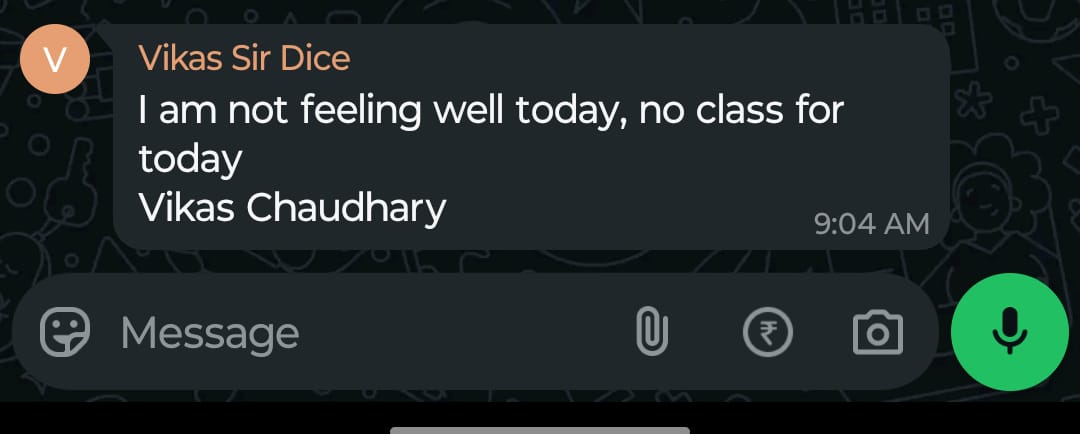 V
Vikas Sir Dice
I am not feeling well today, no class for
today
Vikas Chaudhary
9:04 AM
Message
₹